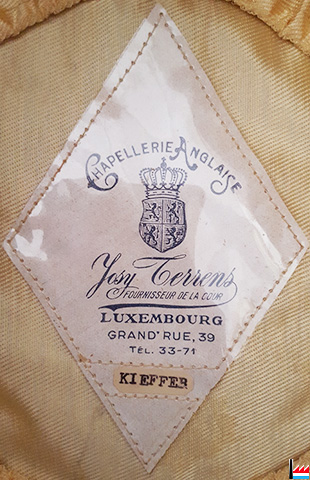 CHAPELLERIE ANGLAISE
Josy Terrens
FOURNISSEUR DE LA COUR
LUXEMBOURG
GRAND'RUE, 39
TÉL. 33-71
KIEFFER